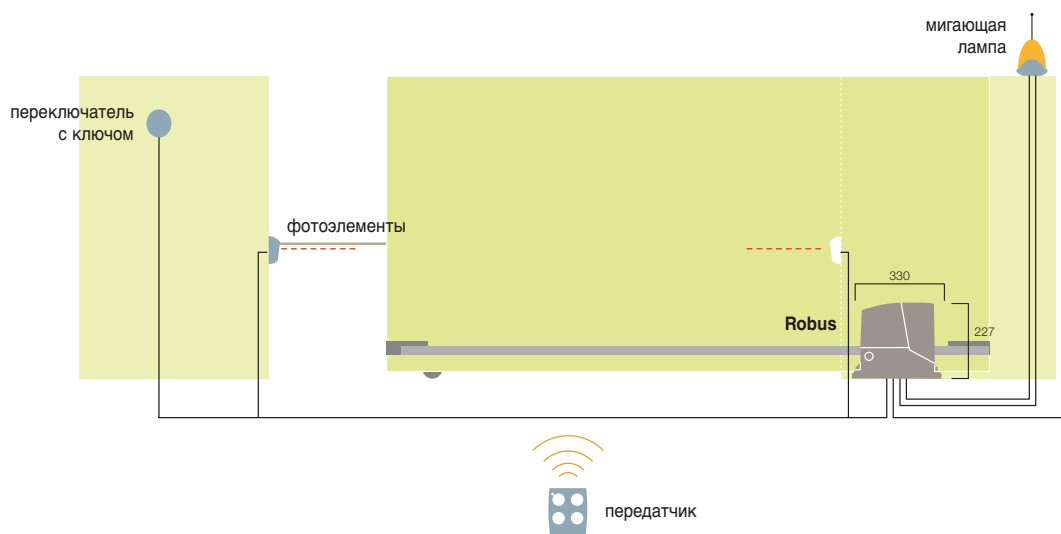 мигающая
лампа
переключатель
с ключом
фотоэлементы
330
Robus
227
передатчик